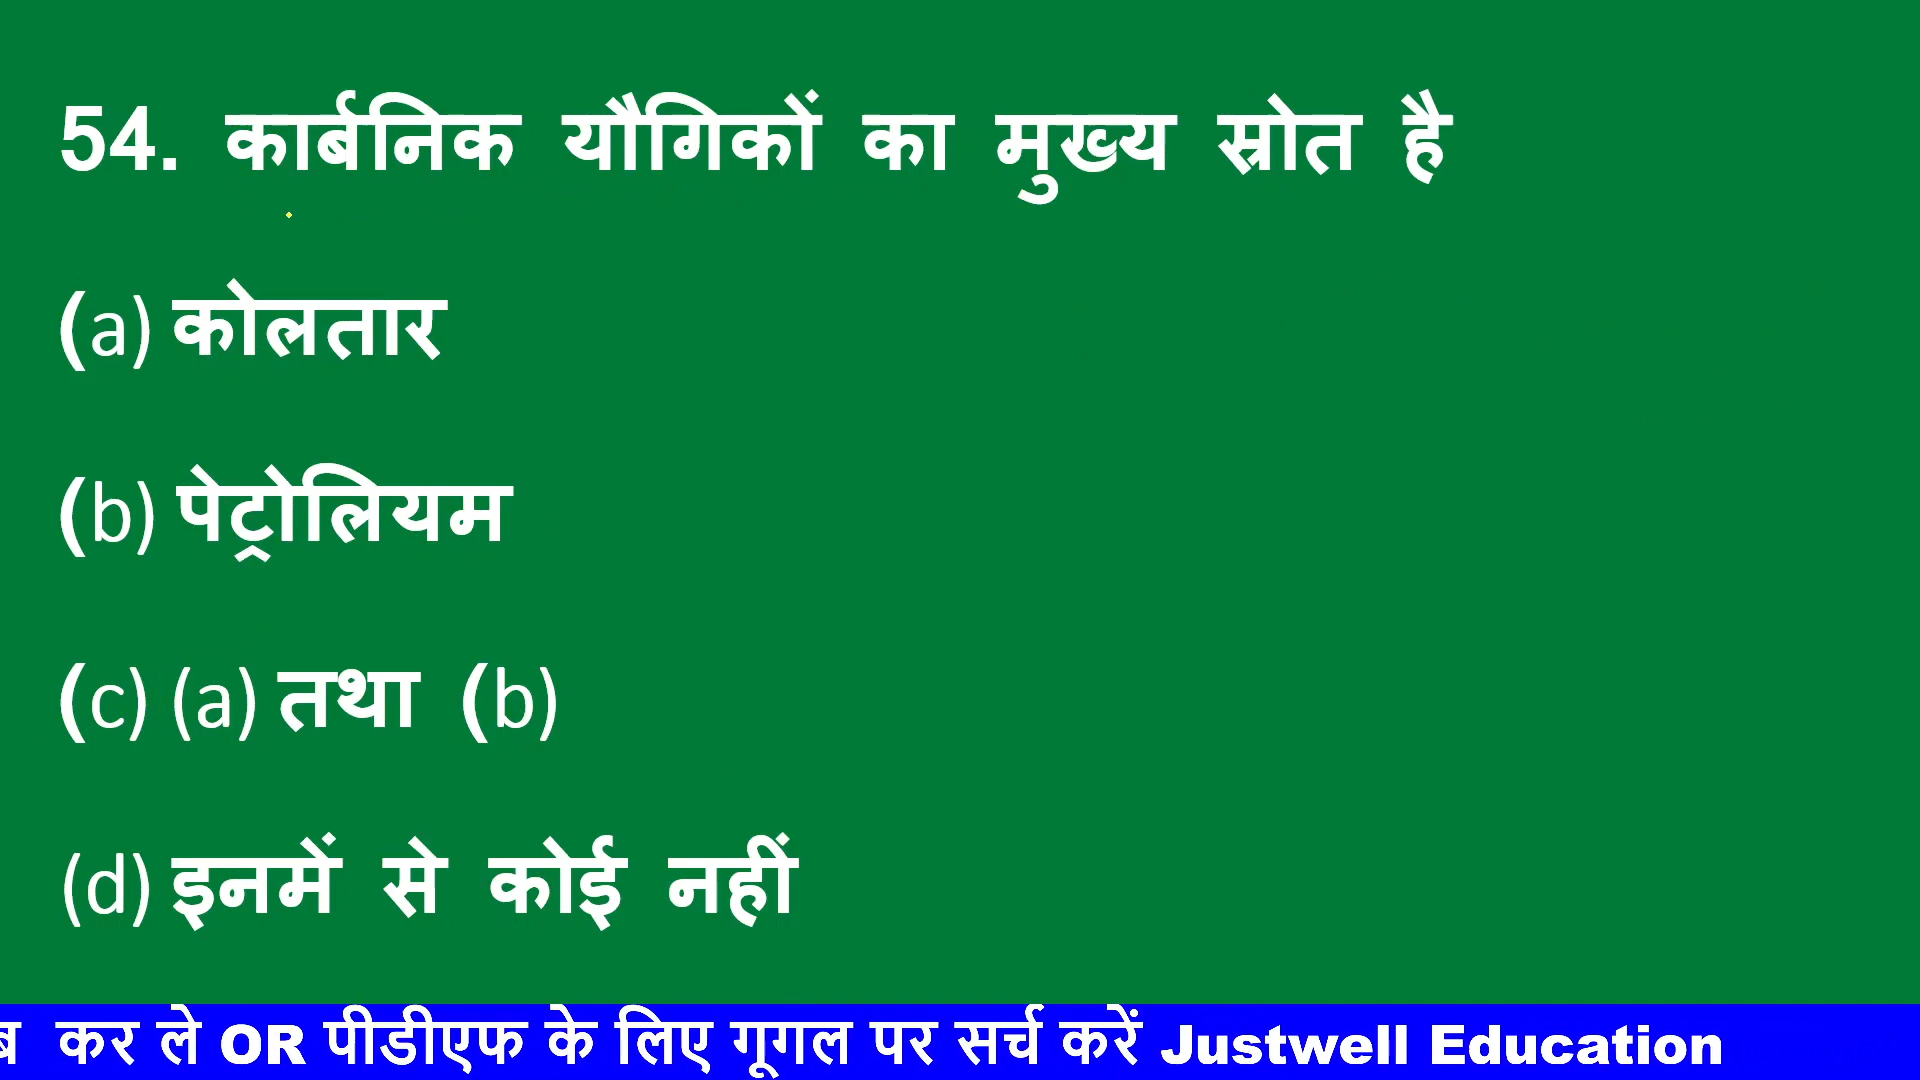 54. कार्बनिक यौगिकों का मुख्य स्रोत है
(a) कोलतार
(b) पेट्रोलियम
(c) (a) तथा (b)
(d) इनमें से कोई नहीं
कर ले OR पीडीएफ के लिए गूगल पर सर्च करें Justwell Education